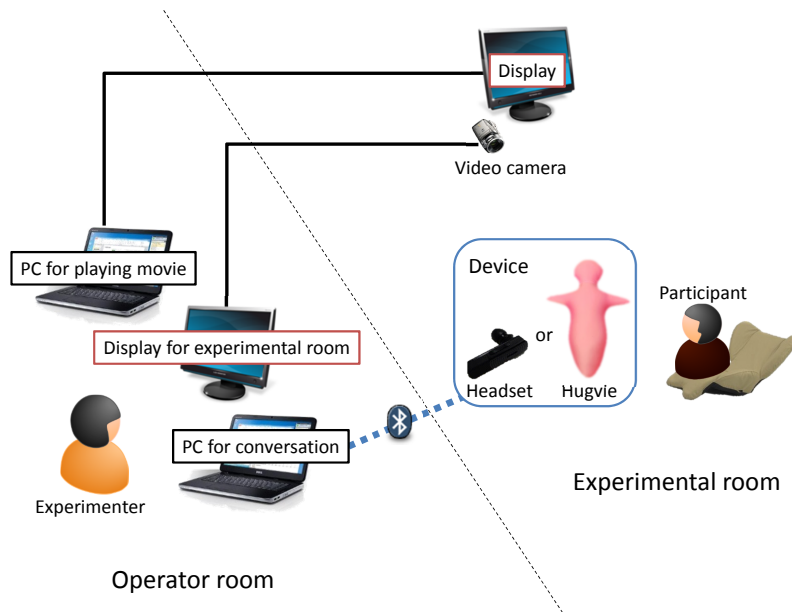 Display
Video camera
PC for playing movie
Device
Participant
or
Display for experimental room
Headset
Hugvie
PC for conversation
Experimenter
Experimental room
Operator room